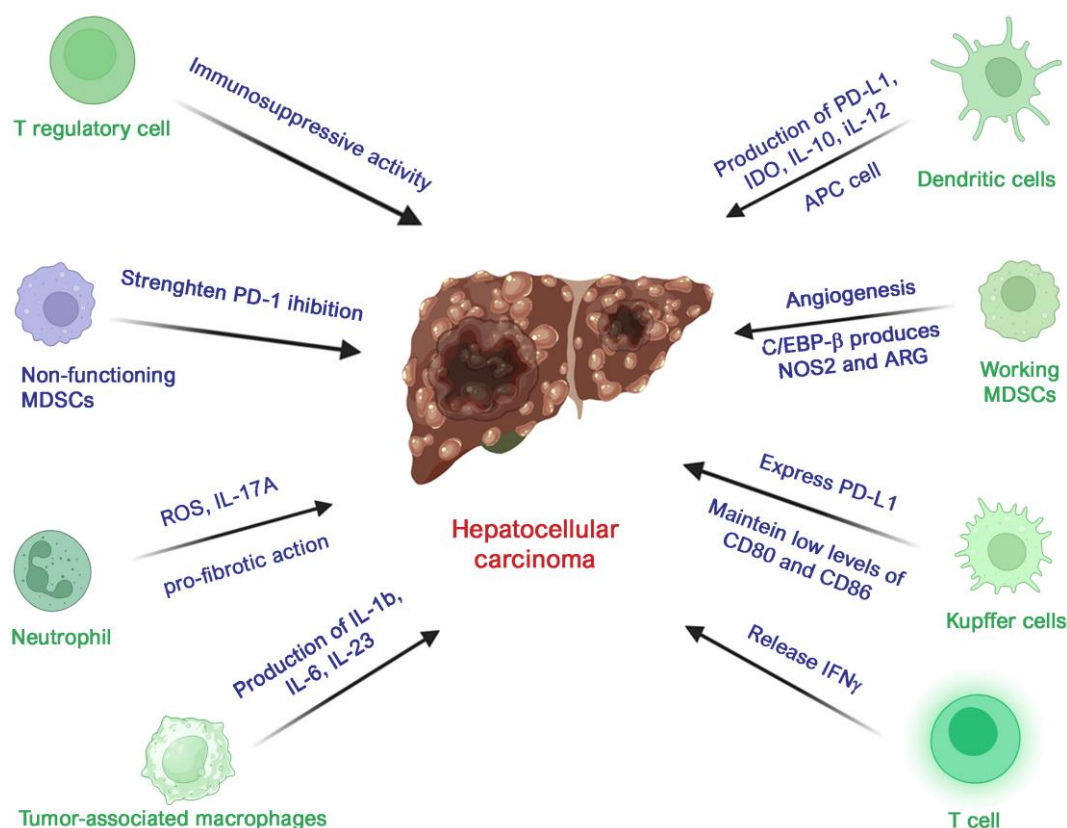 T regulatory cell
Immunosuppressive activity
Production of PD-L1,
IDO, IL-10, iL-12
APC cell
Dendritic cells
Non-functioning
MDSCs
Strenghten PD-1 ihibition
Angiogenesis
C/EBP-β produces
NOS2 and ARG
Working
MDSCs
Neutrophil
ROS, IL-17A
pro-fibrotic action
Hepatocellular
carcinoma
Express PD-L1
Maintein low levels of
CD80 and CD86
Kupffer cells
Tumor-associated macrophages
Production of IL-1b,
IL-6, IL-23
Release IFNγ
T cell